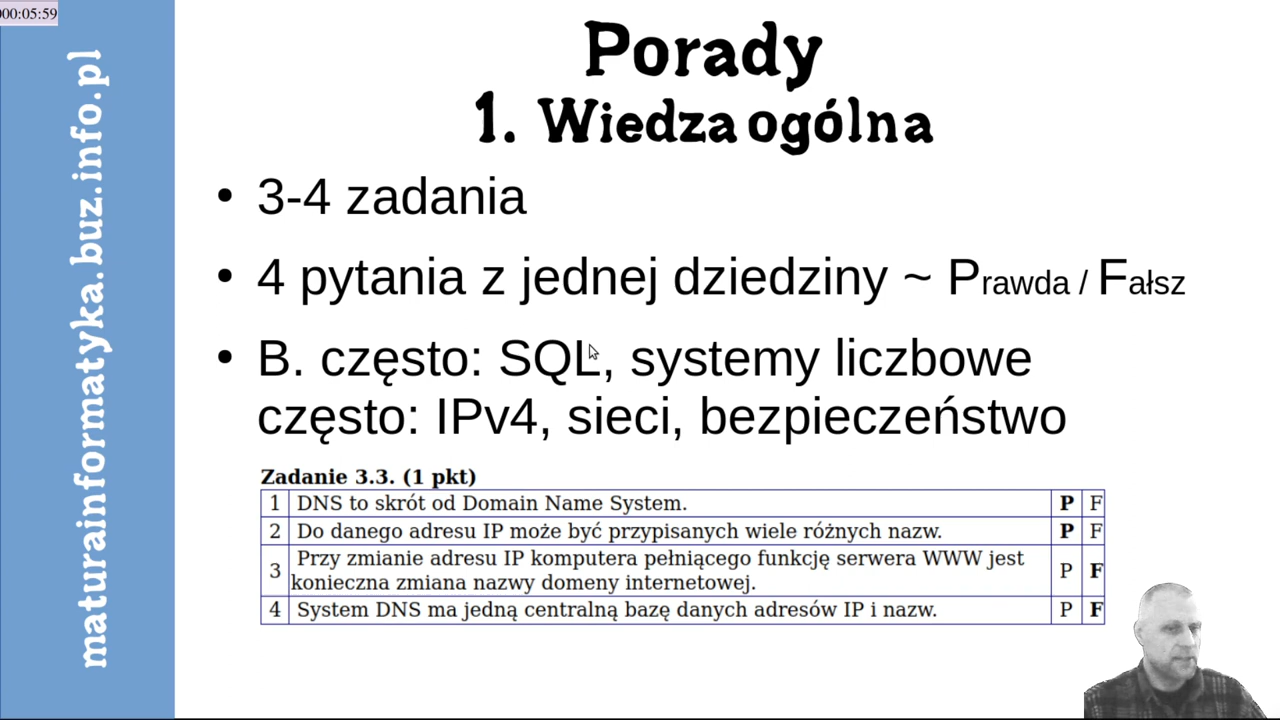 000:05:59
maturainformatyka.buz.info.pl
Porady
1. Wiedza ogólna
• 3-4 zadania
• 4 pytania z jednej dziedziny ~ Prawda / Fałsz
• B. często: SQL, systemy liczbowe
często: IPv4, sieci, bezpieczeństwo
Zadanie 3.3. (1 pkt)
1 DNS to skrót od Domain Name System. P F
2 Do danego adresu IP może być przypisanych wiele różnych nazw. P F
3 Przy zmianie adresu IP komputera pełniącego funkcję serwera WWW jest
konieczna zmiana nazwy domeny internetowej. P F
4 System DNS ma jedną centralną bazę danych adresów IP i nazw. P F